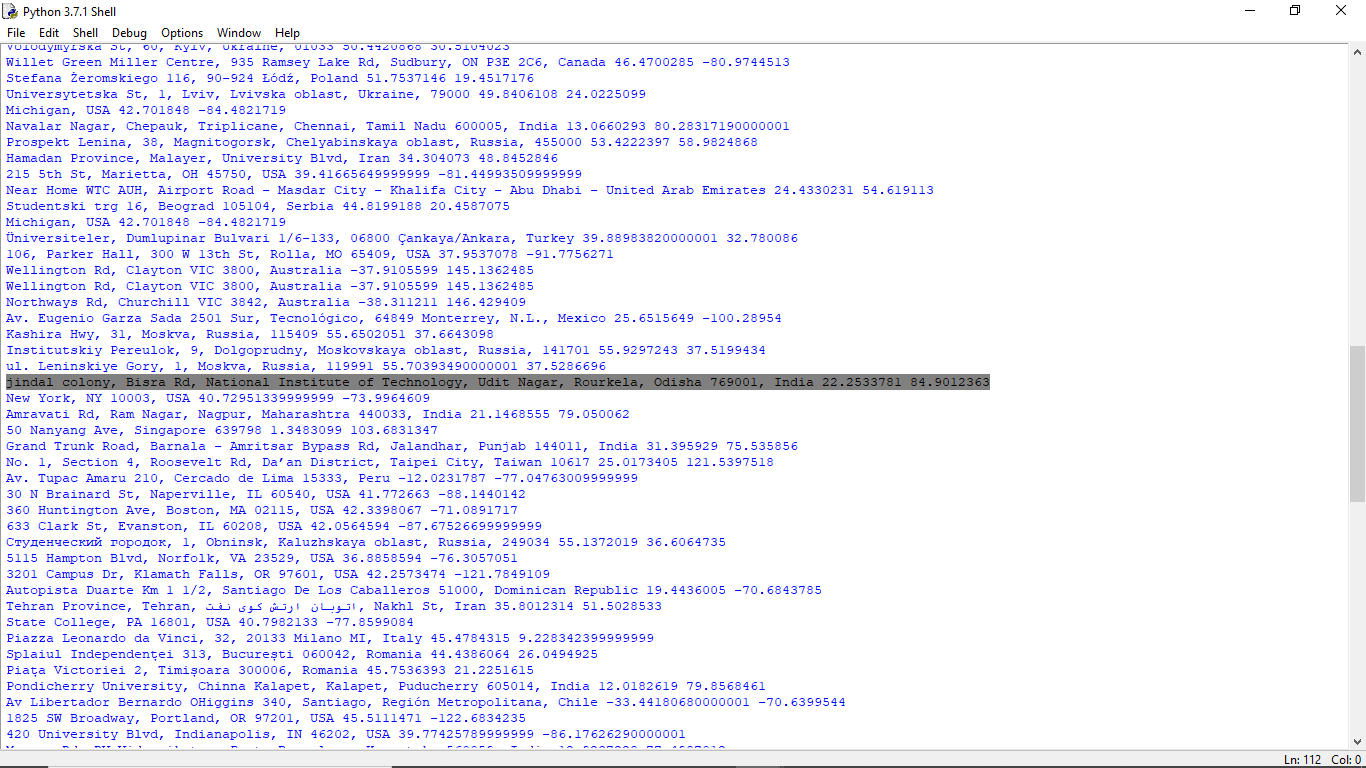 Python 3.7.1 Shell
File Edit Shell Debug Options Window Help
Volodymyrska St, 60, Kyiv, Ukraine, 01033 50.4420868 30.5104023
Willet Green Miller Centre, 935 Ramsey Lake Rd, Sudbury, ON P3E 2C6, Canada 46.4700285 -80.9744513
Stefana Żeromskiego 116, 90-924 Łódź, Poland 51.7537146 19.4517176
Universytetska St, 1, Lviv, Lvivska oblast, Ukraine, 79000 49.8406108 24.0225099
Michigan, USA 42.701848 -84.4821719
Navalar Nagar, Chepauk, Triplicane, Chennai, Tamil Nadu 600005, India 13.0660293 80.28317190000001
Prospekt Lenina, 38, Magnitogorsk, Chelyabinskaya oblast, Russia, 455000 53.4222397 58.9824868
Hamadan Province, Malayer, University Blvd, Iran 34.304073 48.8452846
215 5th St, Marietta, OH 45750, USA 39.41665649999999 -81.44993509999999
Near Home WTC AUH, Airport Road - Masdar City - Khalifa City - Abu Dhabi - United Arab Emirates 24.4330231 54.619113
Studentski trg 16, Beograd 105104, Serbia 44.8199188 20.4587075
Michigan, USA 42.701848 -84.4821719
Üniversiteler, Dumlupinar Bulvari 1/6-133, 06800 Çankaya/Ankara, Turkey 39.88983820000001 32.780086
106, Parker Hall, 300 W 13th St, Rolla, MO 65409, USA 37.9537078 -91.7756271
Wellington Rd, Clayton VIC 3800, Australia -37.9105599 145.1362485
Wellington Rd, Clayton VIC 3800, Australia -37.9105599 145.1362485
Northways Rd, Churchill VIC 3842, Australia -38.311211 146.429409
Av. Eugenio Garza Sada 2501 Sur, Tecnológico, 64849 Monterrey, N.L., Mexico 25.6515649 -100.28954
Kashira Hwy, 31, Moskva, Russia, 115409 55.6502051 37.6643098
Institutskiy Pereulok, 9, Dolgoprudny, Moskovskaya oblast, Russia, 141701 55.9297243 37.5199434
ul. Leninskiye Gory, 1, Moskva, Russia, 119991 55.70393490000001 37.5286696
jindal colony, Bisra Rd, National Institute of Technology, Udit Nagar, Rourkela, Odisha 769001, India 22.2533781 84.9012363
New York, NY 10003, USA 40.72951339999999 -73.9964609
Amravati Rd, Ram Nagar, Nagpur, Maharashtra 440033, India 21.1468555 79.050062
50 Nanyang Ave, Singapore 639798 1.3483099 103.6831347
Grand Trunk Road, Barnala - Amritsar Bypass Rd, Jalandhar, Punjab 144011, India 31.395929 75.535856
No. 1, Section 4, Roosevelt Rd, Da’an District, Taipei City, Taiwan 10617 25.0173405 121.5397518
Av. Tupac Amaru 210, Cercado de Lima 15333, Peru -12.0231787 -77.04763009999999
30 N Brainard St, Naperville, IL 60540, USA 41.772663 -88.1440142
360 Huntington Ave, Boston, MA 02115, USA 42.3398067 -71.0891717
633 Clark St, Evanston, IL 60208, USA 42.0564594 -87.67526699999999
Студенческий городок, 1, Obninsk, Kaluzhskaya oblast, Russia, 249034 55.1372019 36.6064735
5115 Hampton Blvd, Norfolk, VA 23529, USA 36.8858594 -76.3057051
3201 Campus Dr, Klamath Falls, OR 97601, USA 42.2573474 -121.7849109
Autopista Duarte Km 1 1/2, Santiago De Los Caballeros 51000, Dominican Republic 19.4436005 -70.6843785
Tehran Province, Tehran, اتوبان ارتش کوی نفت, Nakhl St, Iran 35.8012314 51.5028533
State College, PA 16801, USA 40.7982133 -77.8599084
Piazza Leonardo da Vinci, 32, 20133 Milano MI, Italy 45.4784315 9.228342399999999
Splaiul Independenței 313, București 060042, Romania 44.4386064 26.0494925
Piața Victoriei 2, Timișoara 300006, Romania 45.7536393 21.2251615
Pondicherry University, Chinna Kalapet, Kalapet, Puducherry 605014, India 12.0182619 79.8568461
Av Libertador Bernardo OHiggins 340, Santiago, Región Metropolitana, Chile -33.44180680000001 -70.6399544
1825 SW Broadway, Portland, OR 97201, USA 45.5111471 -122.6834235
420 University Blvd, Indianapolis, IN 46202, USA 39.77425789999999 -86.17626290000001
Ln: 112 Col: 0